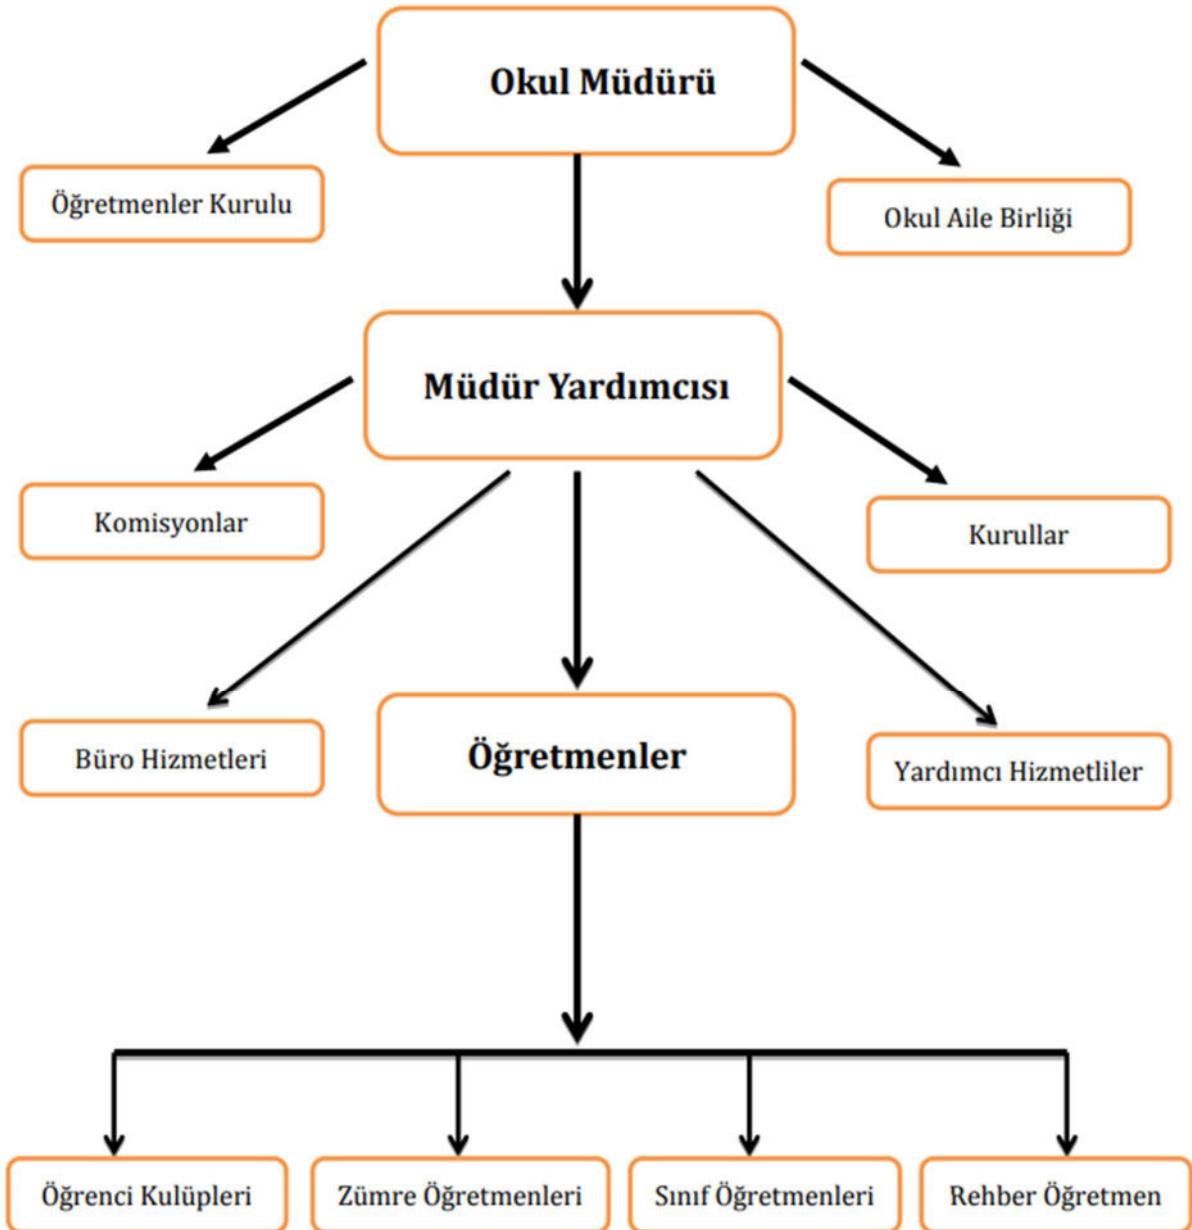 Okul Müdürü
Öğretmenler Kurulu
Okul Aile Birliği
Müdür Yardımcısı
Komisyonlar
Kurullar
Büro Hizmetleri
Öğretmenler
Yardımcı Hizmetliler
Öğrenci Kulüpleri
Zümre Öğretmenleri
Sınıf Öğretmenleri
Rehber Öğretmen